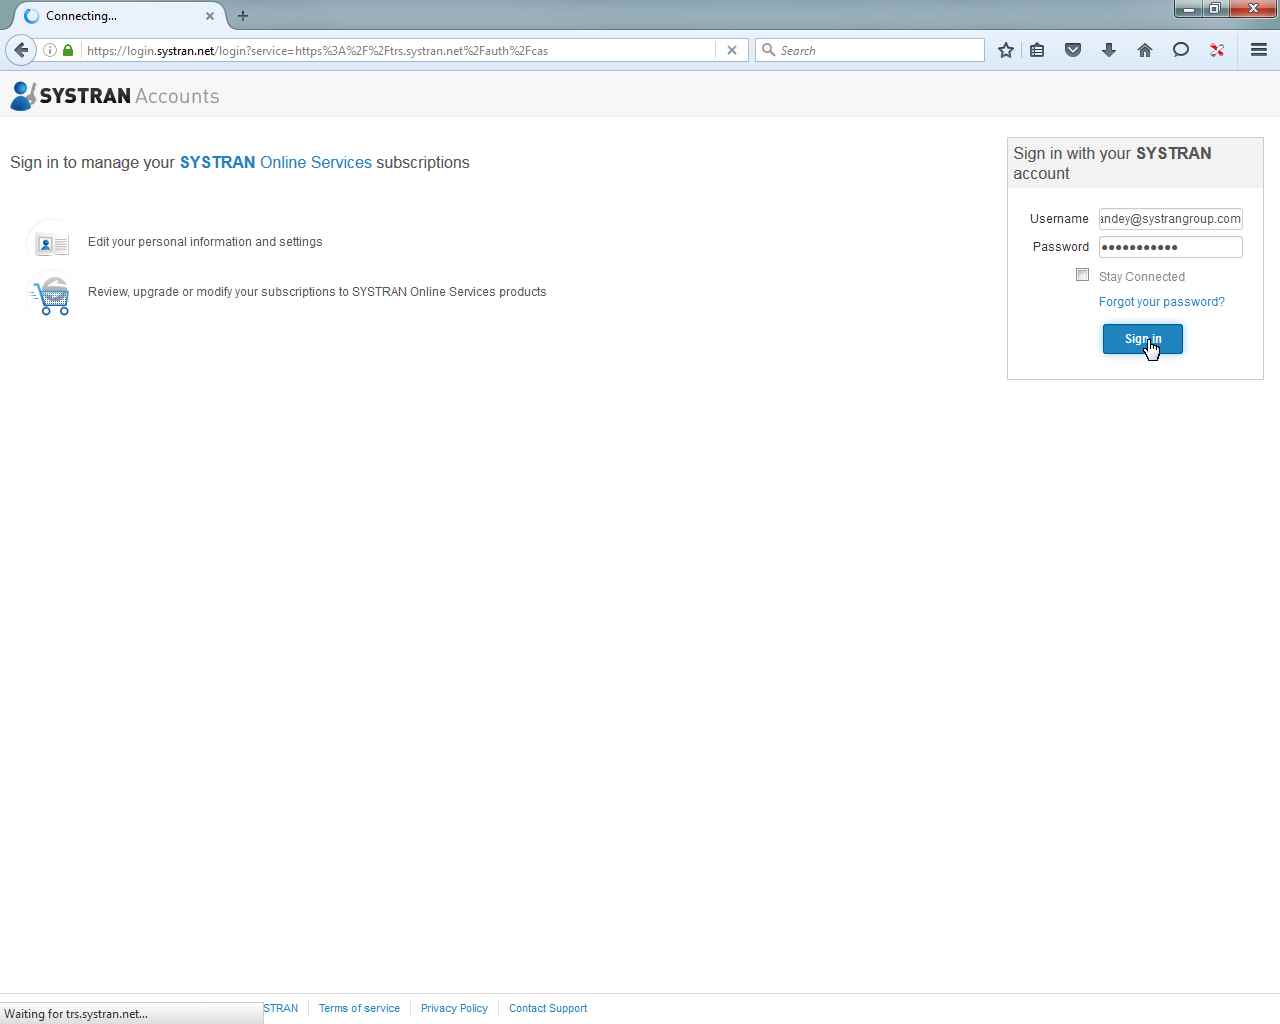 Connecting...
https://login.systran.net/login?service=https%3A%2F%2Ftrs.systran.net%2Fauth%2Fcas
Search
SYSTRAN Accounts
Sign in to manage your SYSTRAN Online Services subscriptions
Edit your personal information and settings
Review, upgrade or modify your subscriptions to SYSTRAN Online Services products
Sign in with your SYSTRAN
account
Username
andey@systrangroup.com
Password
Stay Connected
Forgot your password?
Sign in
STRAN
Terms of service
Privacy Policy
Contact Support
Waiting for trs.systran.net...